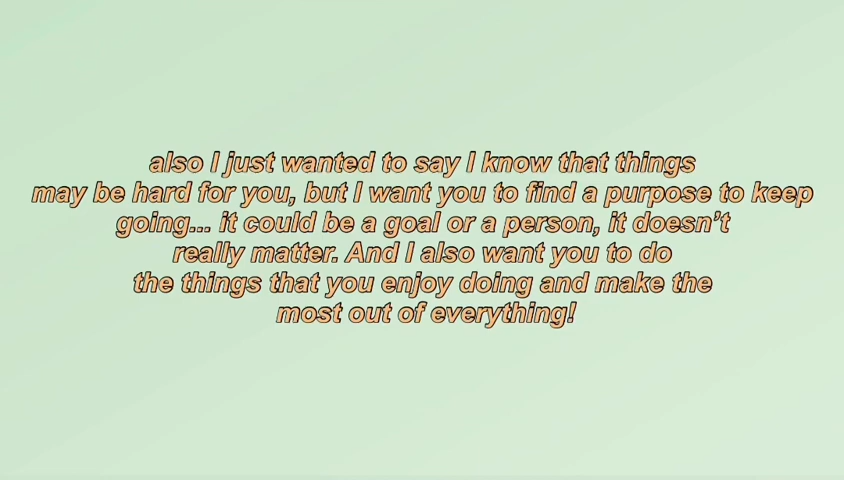 also I just wanted to say I know that things
may be hard for you, but I want you to find a purpose to keep
going... it could be a goal or a person, it doesn’t
really matter. And I also want you to do
the things that you enjoy doing and make the
most out of everything!